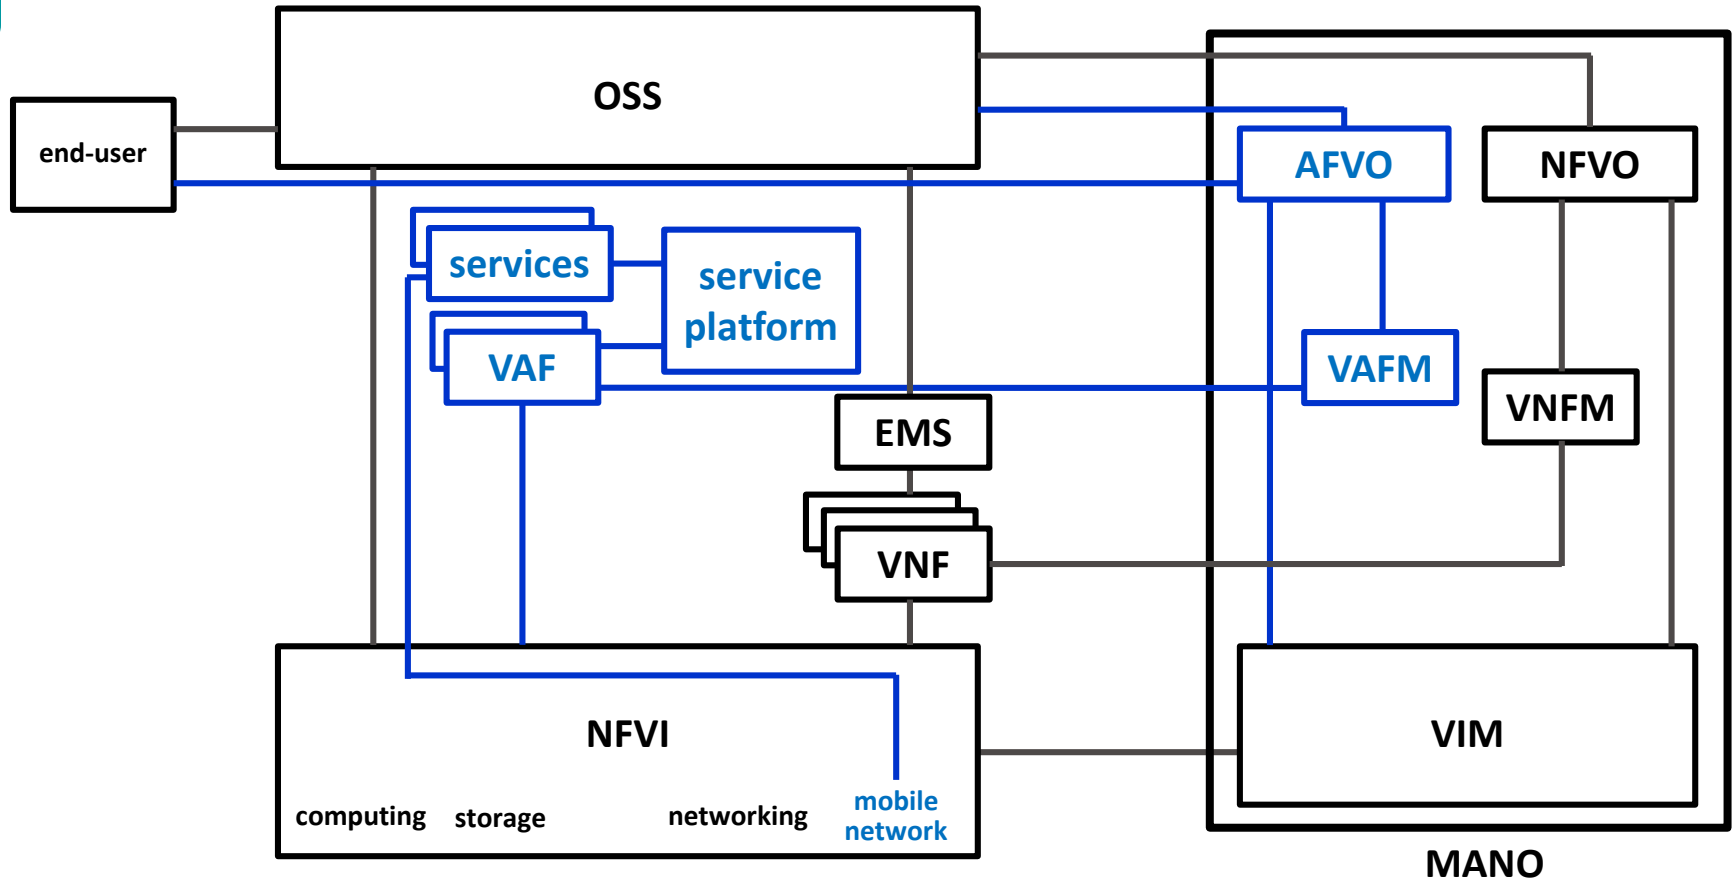 OSS
end-user
AFVO
NFVO
services
service
platform
VAF
VAFM
VNFM
EMS
VNF
NFVI
VIM
computing
storage
networking
mobile
network
MANO